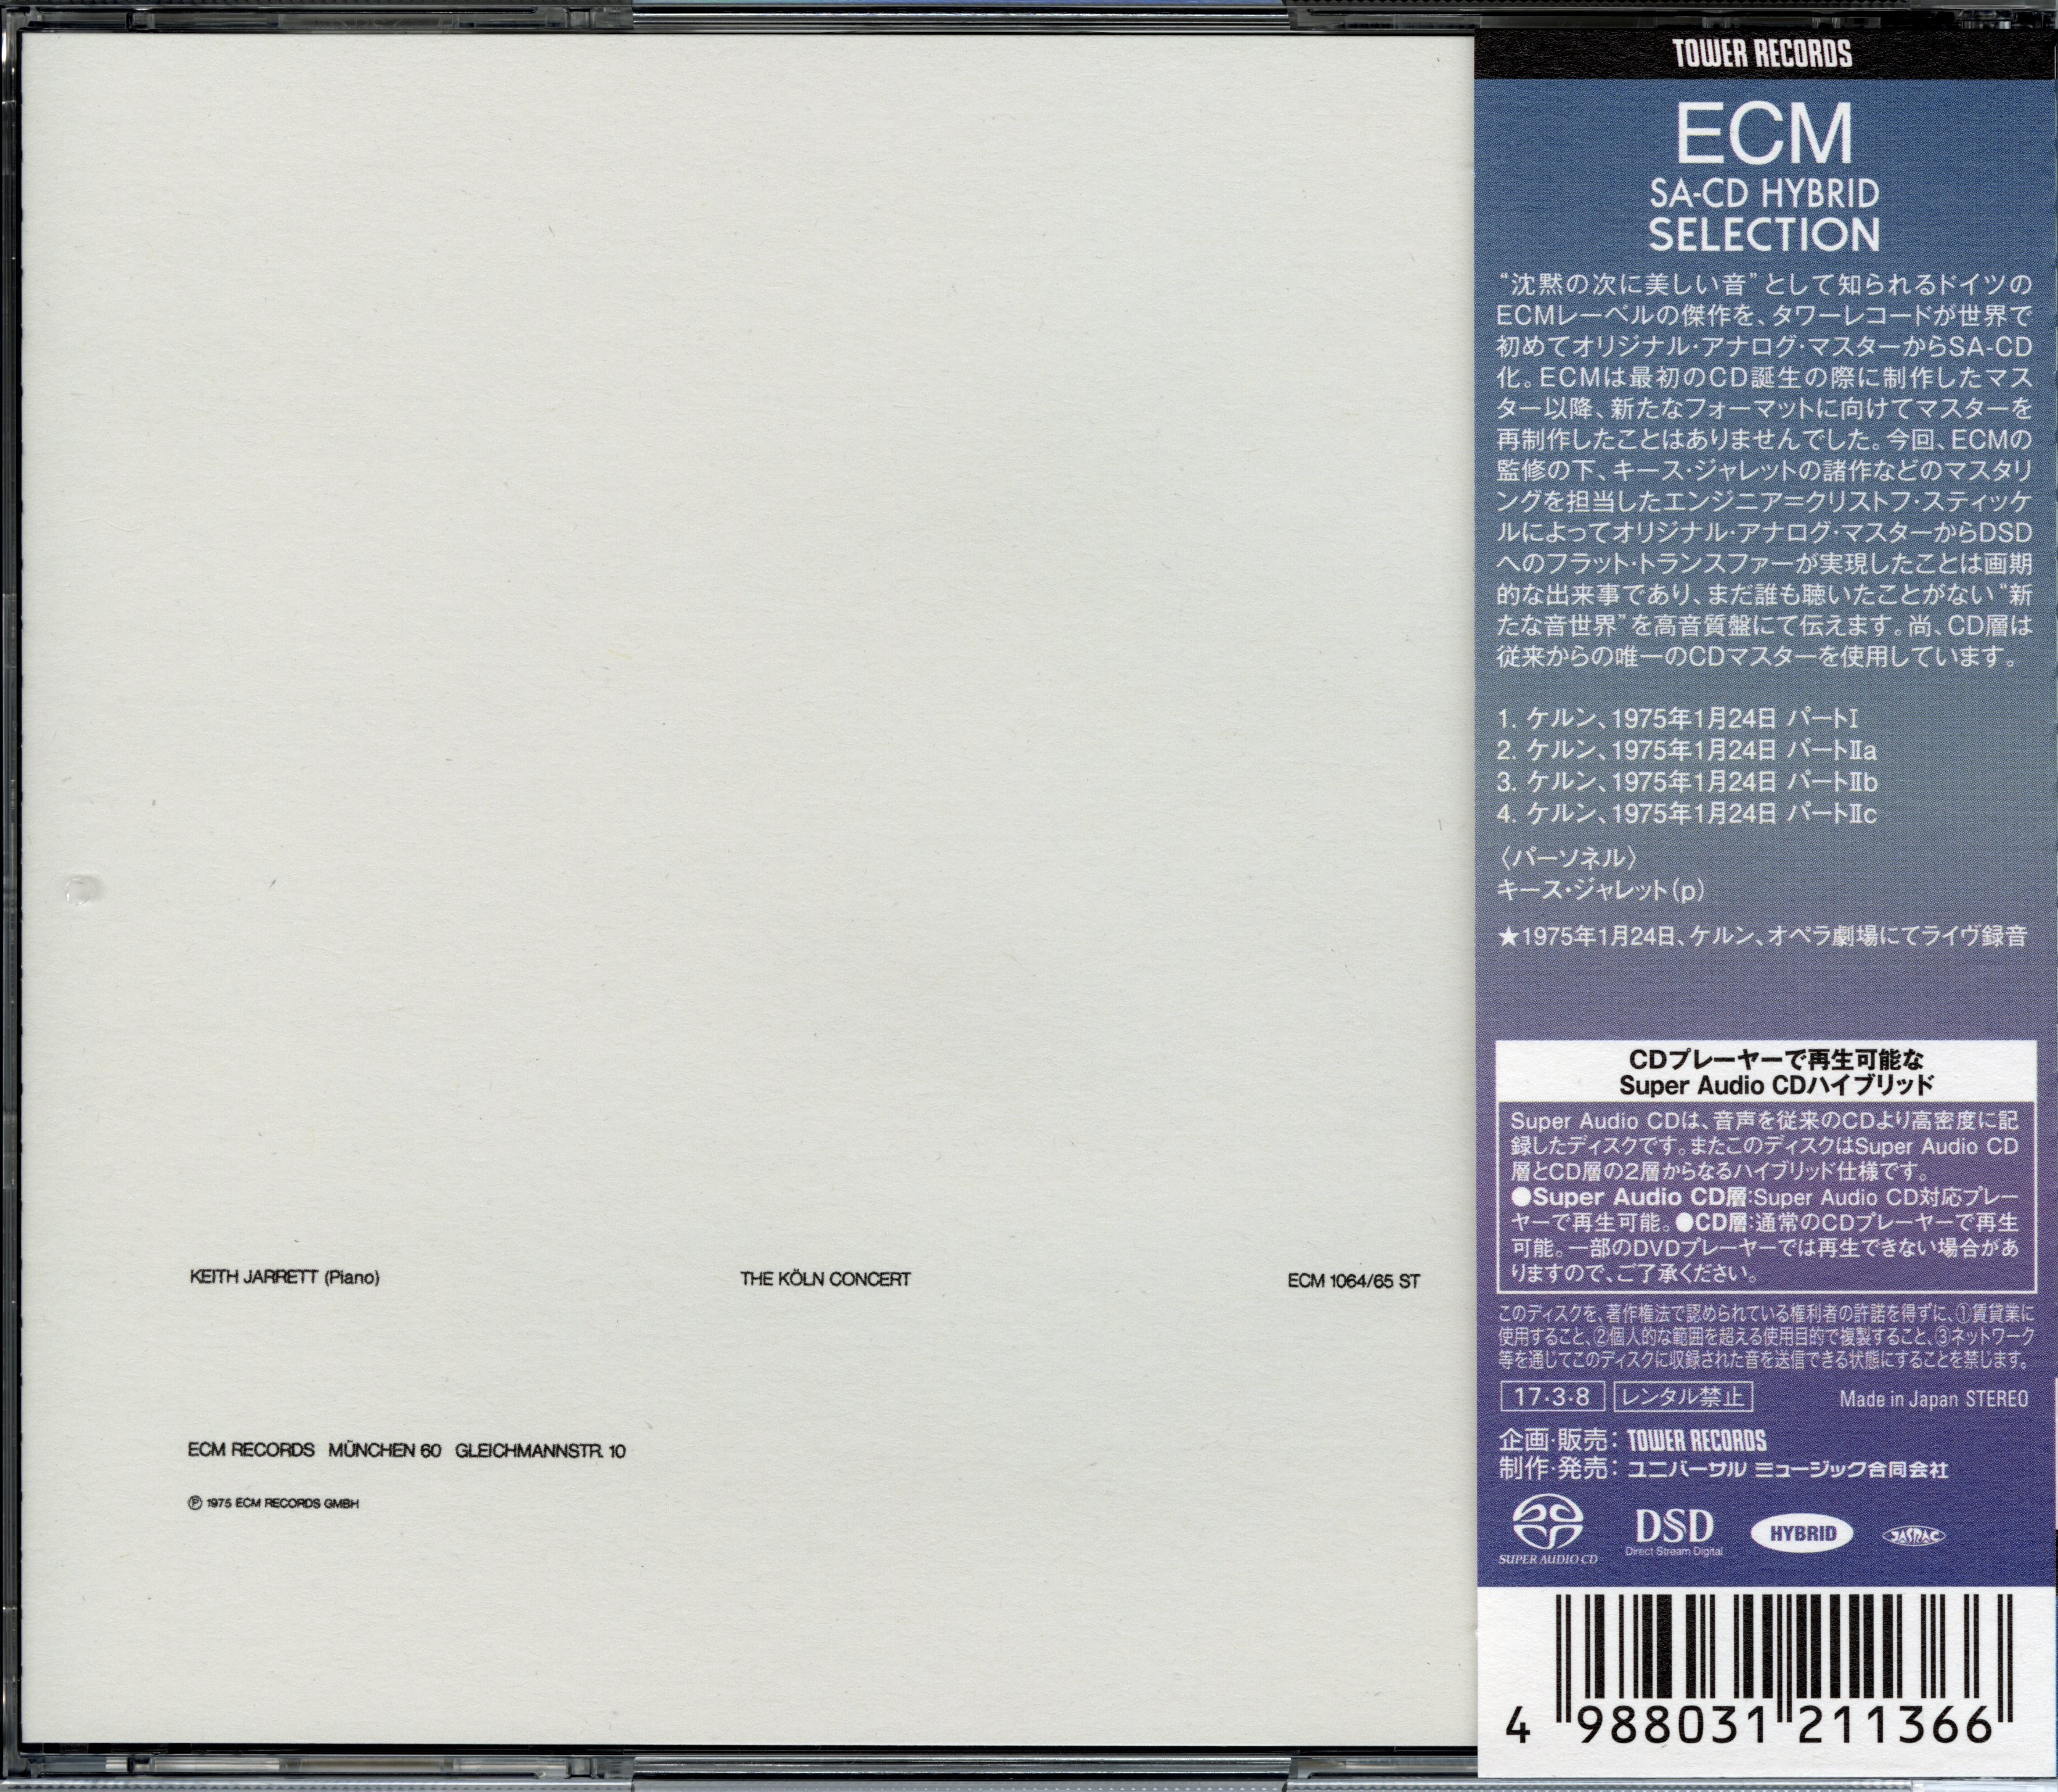 KEITH JARRETT (Piano)
THE KÖLN CONCERT
ECM 1064/65 ST
ECM RECORDS MÜNCHEN 60 GLEICHMANNSTR. 10
Ⓟ 1975 ECM RECORDS GMBH
TOWER RECORDS
ECM
SA-CD HYBRID
SELECTION
“沈黙の次に美しい音”として知られるドイツの
ECMレーベルの傑作を、タワーレコードが世界で
初めてオリジナル・アナログ・マスターからSA-CD
化。ECMは最初のCD誕生の際に制作したマス
ター以降、新たなフォーマットに向けてマスターを
再制作したことはありませんでした。今回、ECMの
監修の下、キース・ジャレットの諸作などのマスタリ
ングを担当したエンジニア=クリストフ・スティッケ
ルによってオリジナル・アナログ・マスターからDSD
へのフラット・トランスファーが実現したことは画期
的な出来事であり、まだ誰も聴いたことがない“新
たな音世界”を高音質盤にて伝えます。尚、CD層は
従来からの唯一のCDマスターを使用しています。
1. ケルン、1975年1月24日 パートⅠ
2. ケルン、1975年1月24日 パートⅡa
3. ケルン、1975年1月24日 パートⅡb
4. ケルン、1975年1月24日 パートⅡc
〈パーソネル〉
キース・ジャレット(p)
★1975年1月24日、ケルン、オペラ劇場にてライヴ録音
CDプレーヤーで再生可能な
Super Audio CDハイブリッド
Super Audio CDは、音声を従来のCDより高密度に記
録したディスクです。またこのディスクはSuper Audio CD
層とCD層の2層からなるハイブリッド仕様です。
●Super Audio CD層:Super Audio CD対応プレー
ヤーで再生可能。●CD層:通常のCDプレーヤーで再生
可能。一部のDVDプレーヤーでは再生できない場合があ
りますので、ご了承ください。
このディスクを、著作権法で認められている権利者の許諾を得ずに、①賃貸業に
使用すること、②個人的な範囲を超える使用目的で複製すること、③ネットワーク
等を通じてこのディスクに収録された音を送信できる状態にすることを禁じます。
17・3・8 レンタル禁止 Made in Japan STEREO
企画・販売: TOWER RECORDS
制作・発売: ユニバーサル ミュージック合同会社
SUPER AUDIO CD
DSD
Direct Stream Digital
HYBRID
JASRAC
4 988031 211366